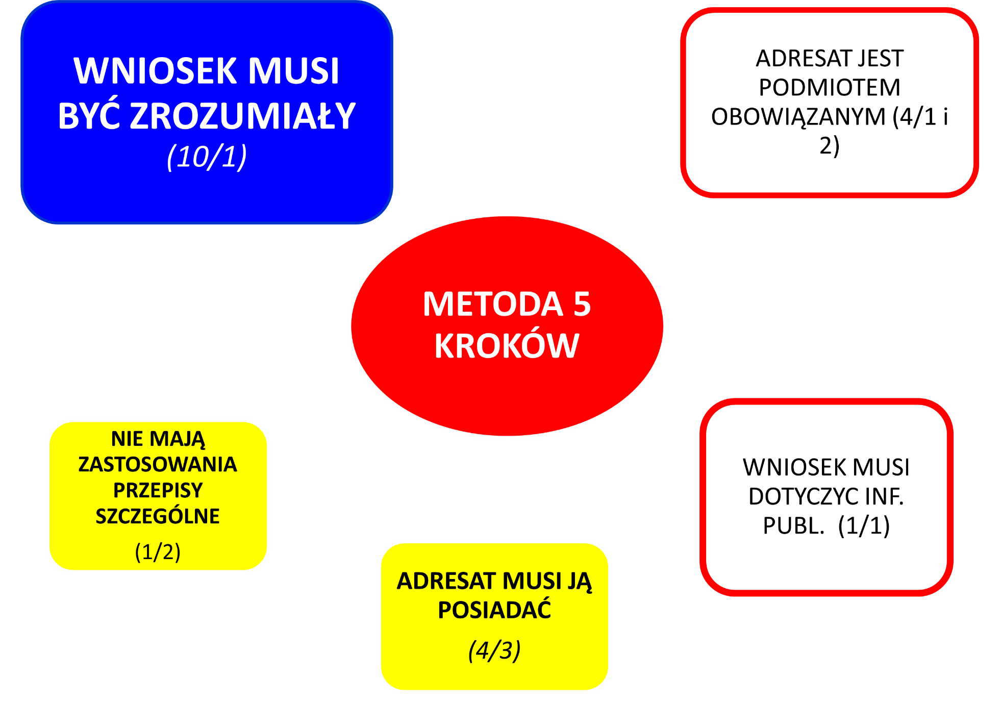 WNIOSEK MUSI
BYĆ ZROZUMIAŁY
(10/1)
ADRESAT JEST
PODMIOTEM
OBOWIĄZANYM (4/1 i
2)
METODA 5
KROKÓW
NIE MAJĄ
ZASTOSOWANIA
PRZEPISY
SZCZEGÓLNE
(1/2)
WNIOSEK MUSI
DOTYCZYC INF.
PUBL.  (1/1)
ADRESAT MUSI JĄ
POSIADAĆ
(4/3)